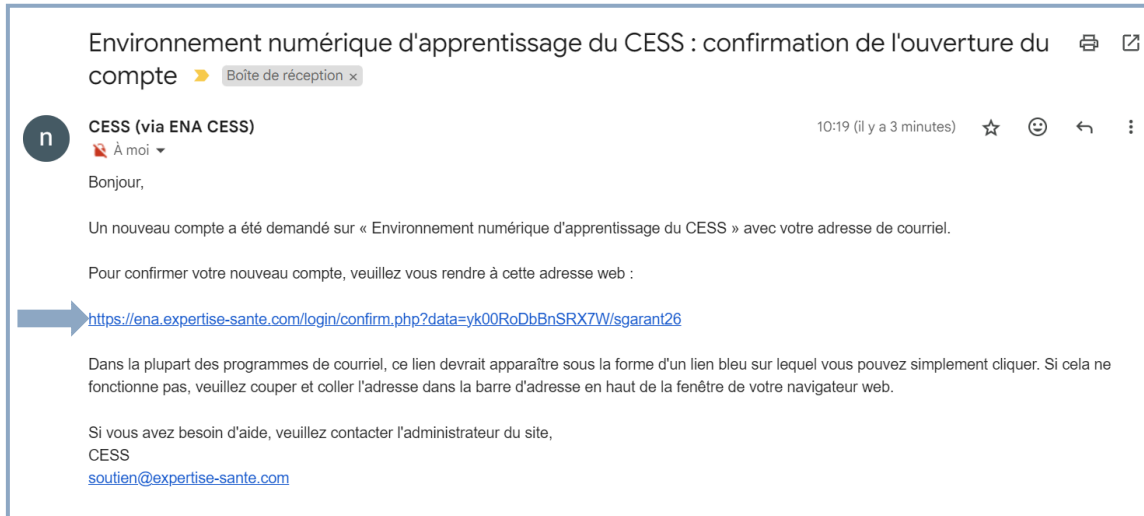 Environnement numérique d'apprentissage du CESS : confirmation de l'ouverture du
compte Boîte de réception ×
n
CESS (via ENA CESS) 10:19 (il y a 3 minutes)
À moi
Bonjour,
Un nouveau compte a été demandé sur « Environnement numérique d'apprentissage du CESS » avec votre adresse de courriel.
Pour confirmer votre nouveau compte, veuillez vous rendre à cette adresse web :
https://ena.expertise-sante.com/login/confirm.php?data=yk00RoDbBnSRX7W/sgarant26
Dans la plupart des programmes de courriel, ce lien devrait apparaître sous la forme d'un lien bleu sur lequel vous pouvez simplement cliquer. Si cela ne
fonctionne pas, veuillez couper et coller l'adresse dans la barre d'adresse en haut de la fenêtre de votre navigateur web.
Si vous avez besoin d'aide, veuillez contacter l'administrateur du site,
CESS
soutien@expertise-sante.com